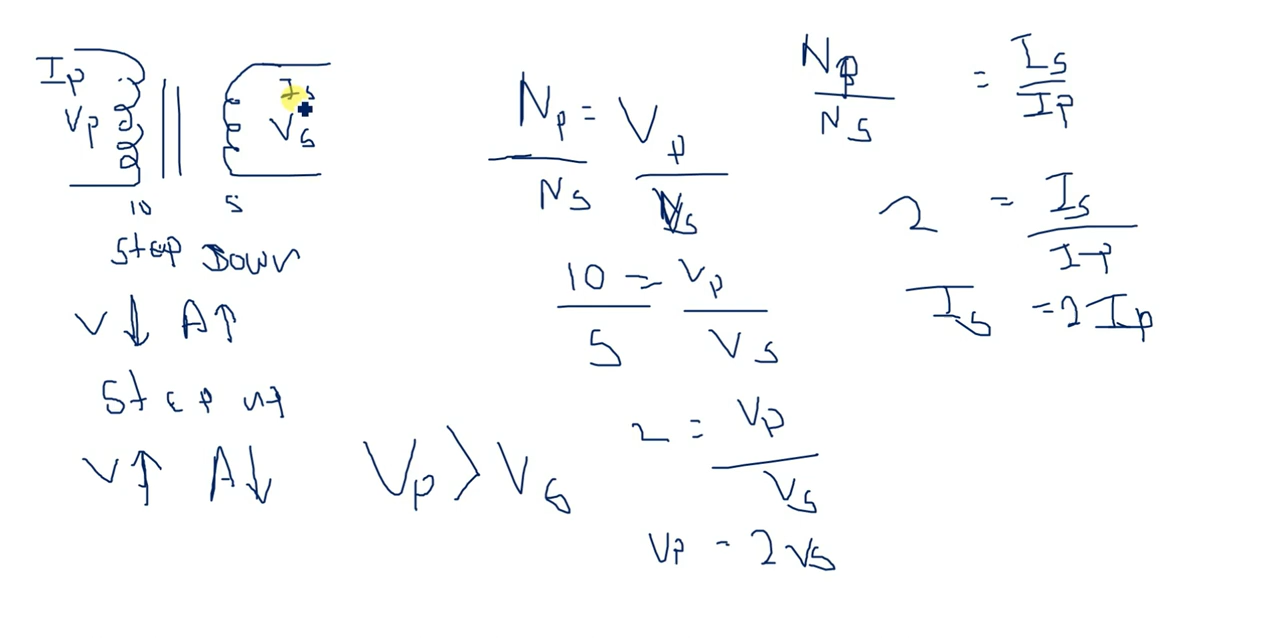 Ip
Vp
Is
Vs
10 5
Step Down
V↓ A↑
Step up
V↑ A↓
Vp > Vs
Np/Ns = Vp/Vs
10/5 = Vp/Vs
2 = Vp/Vs
Vp = 2Vs
Np/Ns = Is/Ip
2 = Is/Ip
Is = 2Ip